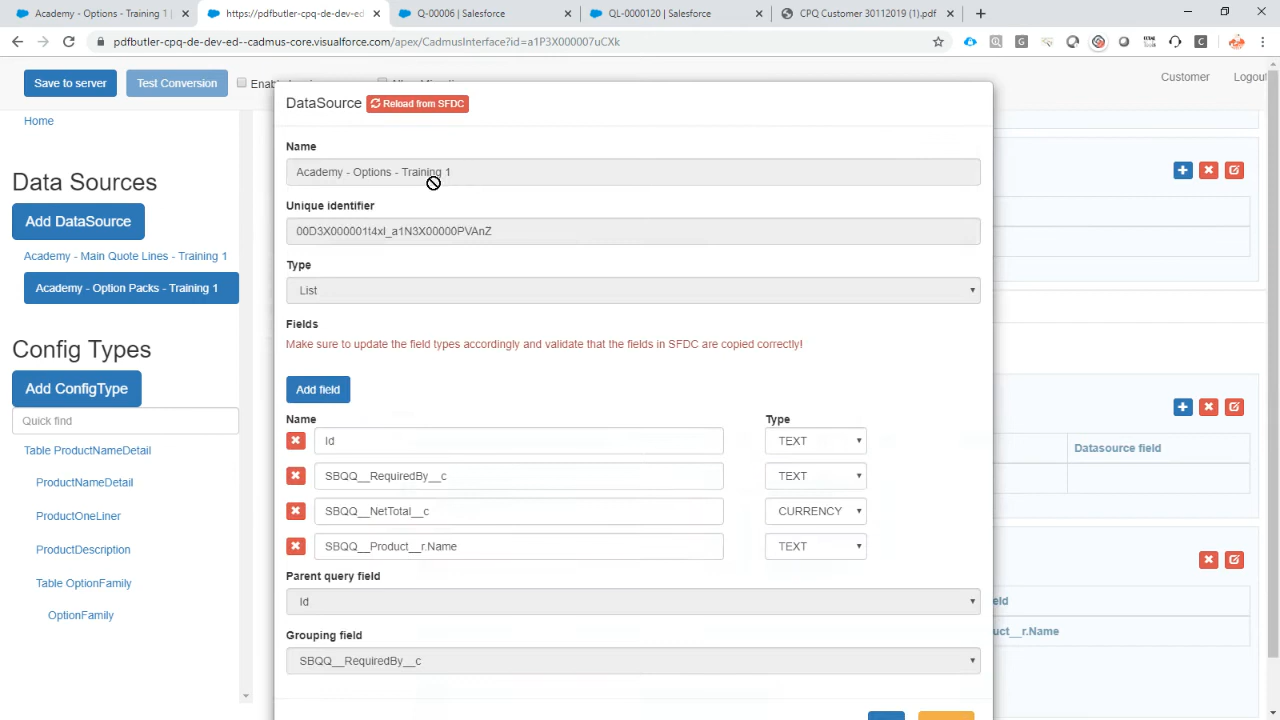 Academy - Options - Training 1
https://pdfbutler-cpq-de-dev-ed-
Q-00006 | Salesforce
QL-0000120 | Salesforce
CPQ Customer 30112019 (1).pdf
pdfbutler-cpq-de-dev-ed--cadmus-core.visualforce.com/apex/CadmusInterface?id=a1P3X000007uCXk
Save to server
Test Conversion
Customer
Logout
Home
Data Sources
Add DataSource
Academy - Main Quote Lines - Training 1
Academy - Option Packs - Training 1
Config Types
Add ConfigType
Quick find
Table ProductNameDetail
ProductNameDetail
ProductOneLiner
ProductDescription
Table OptionFamily
OptionFamily
DataSource
Reload from SFDC
Name
Academy - Options - Training 1
Unique identifier
00D3X000001t4xl_a1N3X00000PVAnZ
Type
List
Fields
Make sure to update the field types accordingly and validate that the fields in SFDC are copied correctly!
Add field
Name Type
Id TEXT
SBQQ__RequiredBy__c TEXT
SBQQ__NetTotal__c CURRENCY
SBQQ__Product__r.Name TEXT
Parent query field
Id
Grouping field
SBQQ__RequiredBy__c
Datasource field
eld
uct__r.Name